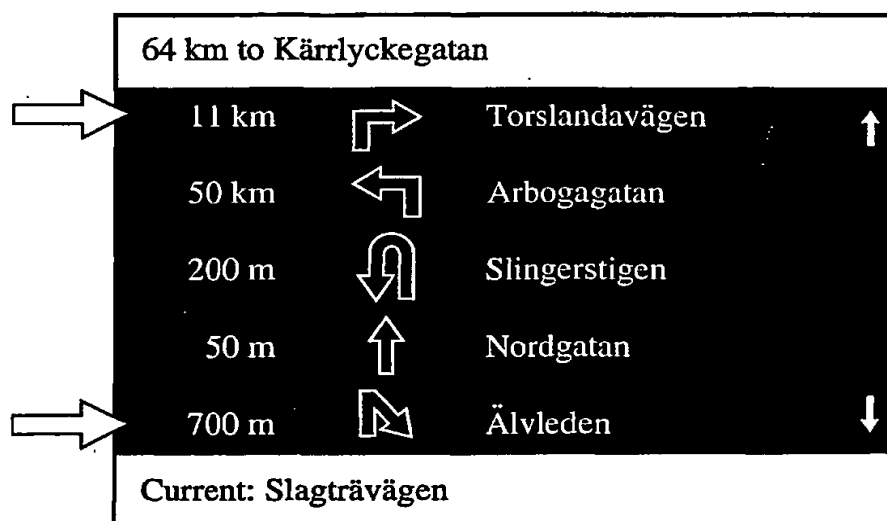 64 km to Kärrlyckegatan
11 km Torslandavägen
50 km Arbogagatan
200 m Slingerstigen
50 m Nordgatan
700 m Älvleden
Current: Slagträvägen